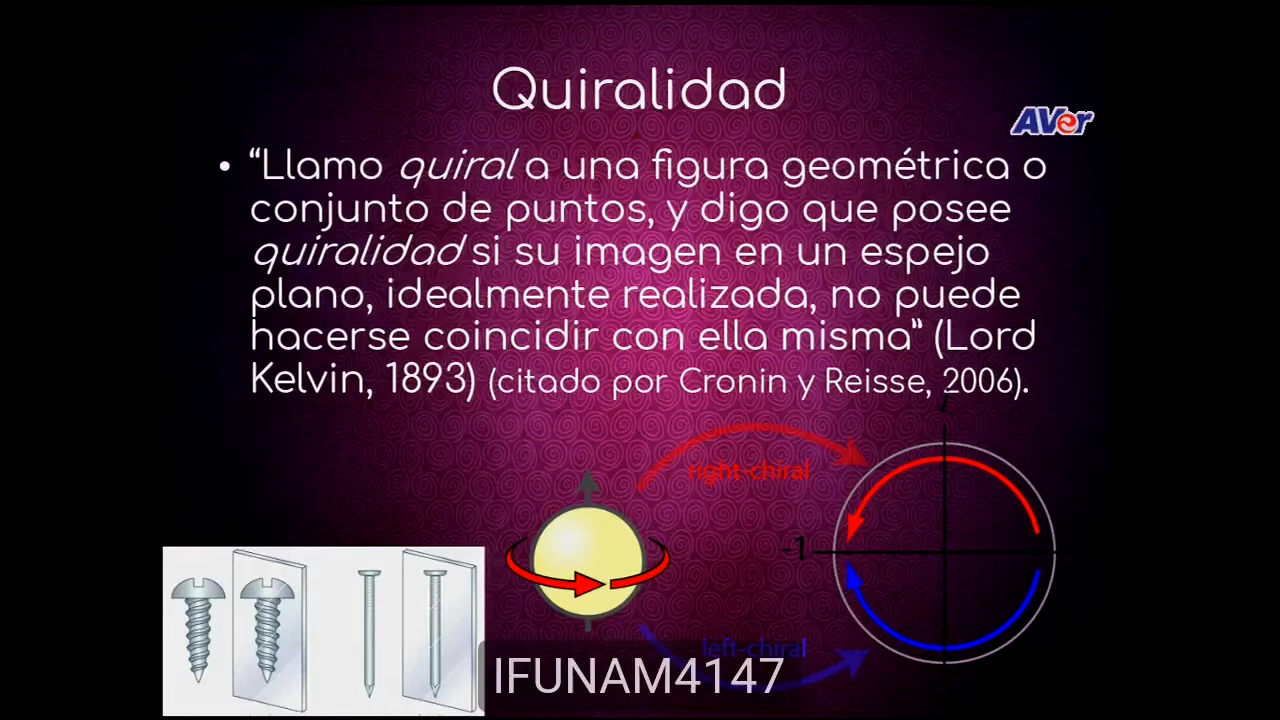 Quiralidad
AVer
• “Llamo quiral a una figura geométrica o
conjunto de puntos, y digo que posee
quiralidad si su imagen en un espejo
plano, idealmente realizada, no puede
hacerse coincidir con ella misma” (Lord
Kelvin, 1893) (citado por Cronin y Reisse, 2006).
right-chiral
-1
left-chiral
IFUNAM4147